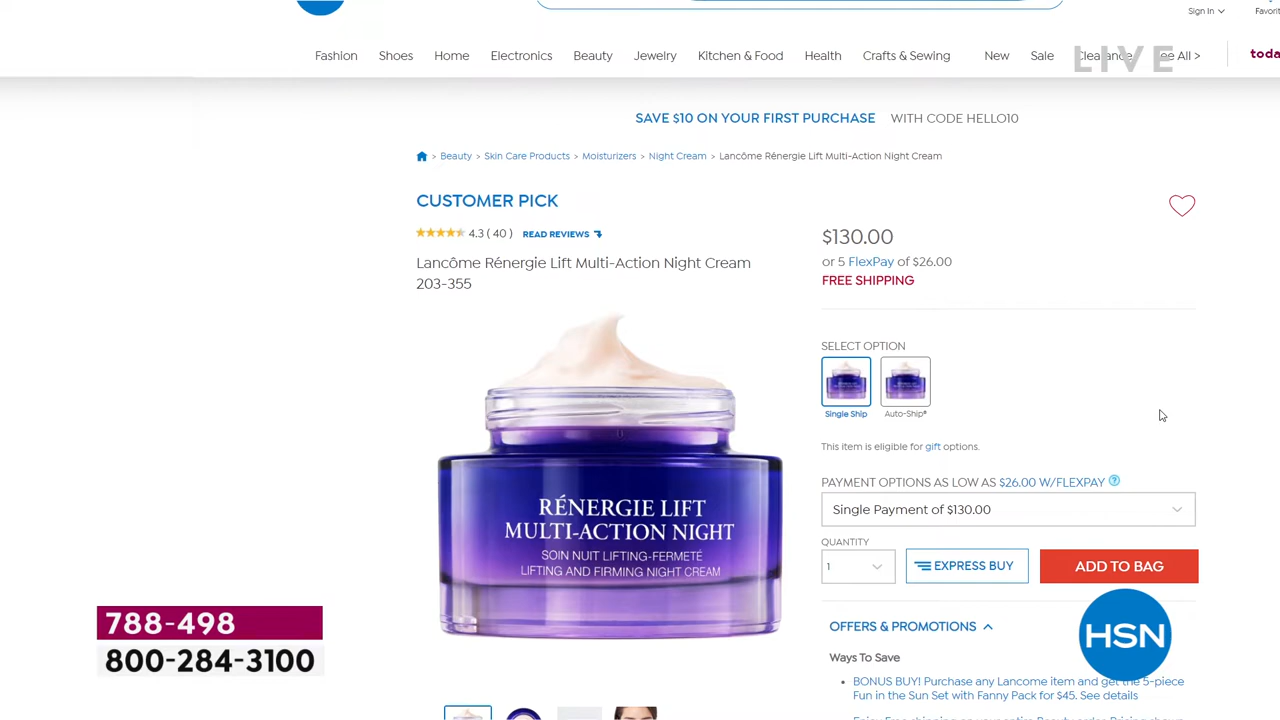 Sign In
Favorit
Fashion Shoes Home Electronics Beauty Jewelry Kitchen & Food Health Crafts & Sewing New Sale Clearance See All >
LIVE
toda
SAVE $10 ON YOUR FIRST PURCHASE WITH CODE HELLO10
> Beauty > Skin Care Products > Moisturizers > Night Cream > Lancôme Rénergie Lift Multi-Action Night Cream
CUSTOMER PICK
4.3 ( 40 ) READ REVIEWS
Lancôme Rénergie Lift Multi-Action Night Cream
203-355
RÉNERGIE LIFT
MULTI-ACTION NIGHT
SOIN NUIT LIFTING-FERMETÉ
LIFTING AND FIRMING NIGHT CREAM
$130.00
or 5 FlexPay of $26.00
FREE SHIPPING
SELECT OPTION
Single Ship Auto-Ship®
This item is eligible for gift options.
PAYMENT OPTIONS AS LOW AS $26.00 W/FLEXPAY ?
Single Payment of $130.00
QUANTITY
1 EXPRESS BUY ADD TO BAG
OFFERS & PROMOTIONS
Ways To Save
• BONUS BUY! Purchase any Lancome item and get the 5-piece
Fun in the Sun Set with Fanny Pack for $45. See details
HSN
788-498
800-284-3100